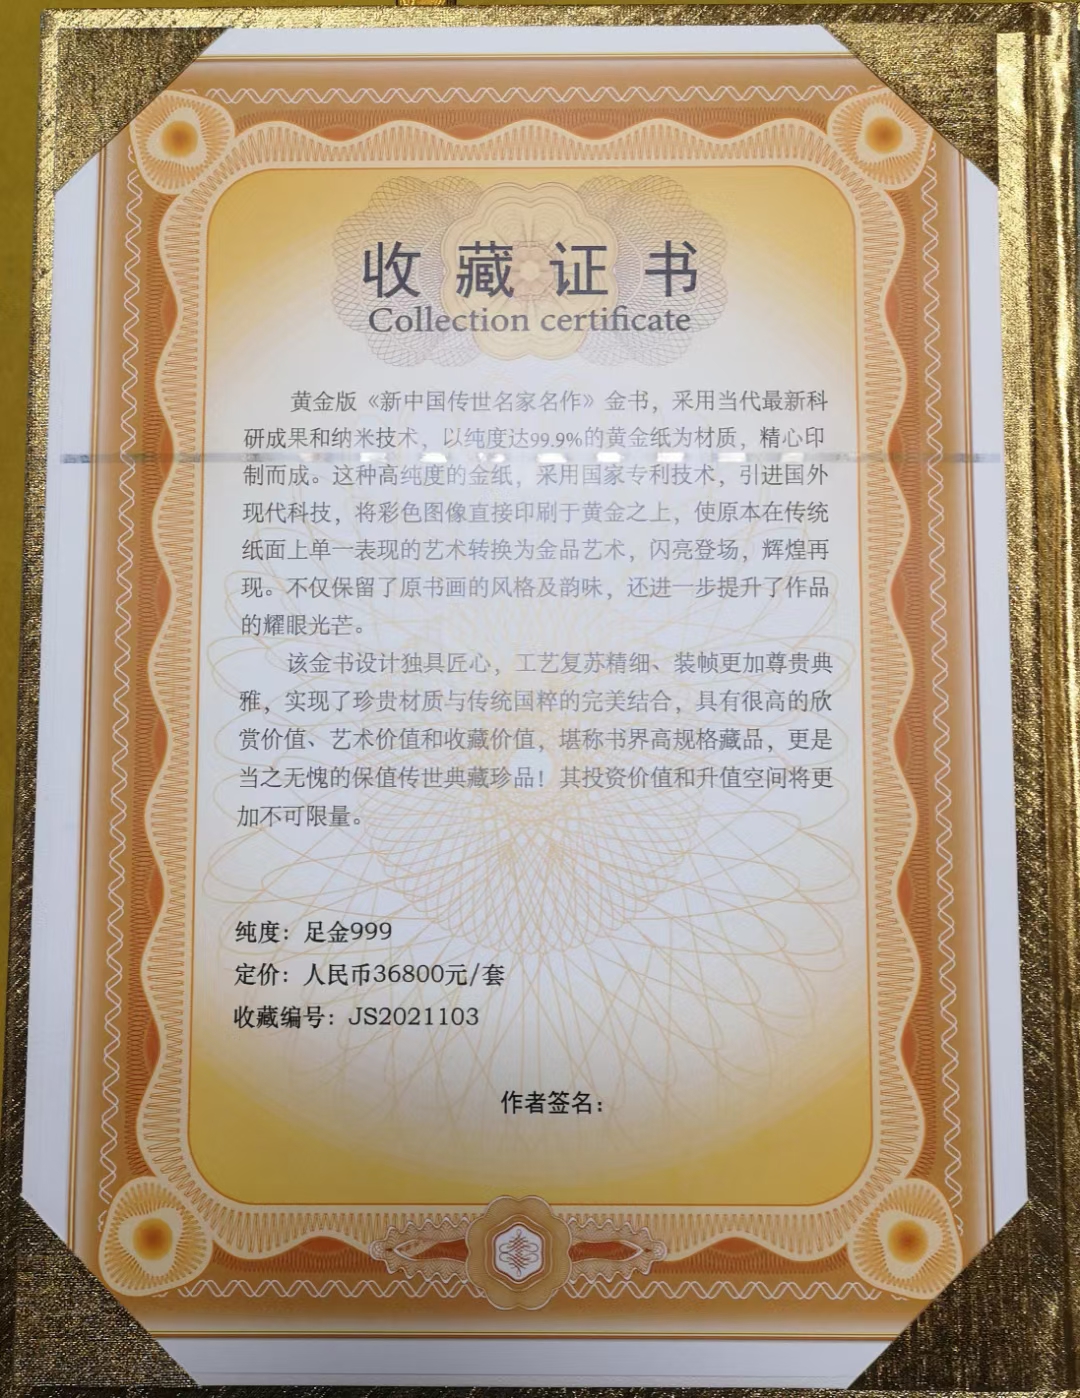 收藏证书
Collection certificate
黄金版《新中国传世名家名作》金书，采用当代最新科
研成果和纳米技术，以纯度达99.9%的黄金纸为材质，精心印
制而成。这种高纯度的金纸，采用国家专利技术，引进国外
现代科技，将彩色图像直接印刷于黄金之上，使原本在传统
纸面上单一表现的艺术转换为金品艺术，闪亮登场，辉煌再
现。不仅保留了原书画的风格及韵味，还进一步提升了作品
的耀眼光芒。
该金书设计独具匠心，工艺复苏精细、装帧更加尊贵典
雅，实现了珍贵材质与传统国粹的完美结合，具有很高的欣
赏价值、艺术价值和收藏价值，堪称书界高规格藏品，更是
当之无愧的保值传世典藏珍品！其投资价值和升值空间将更
加不可限量。
纯度：足金999
定价：人民币36800元/套
收藏编号：JS2021103
作者签名：